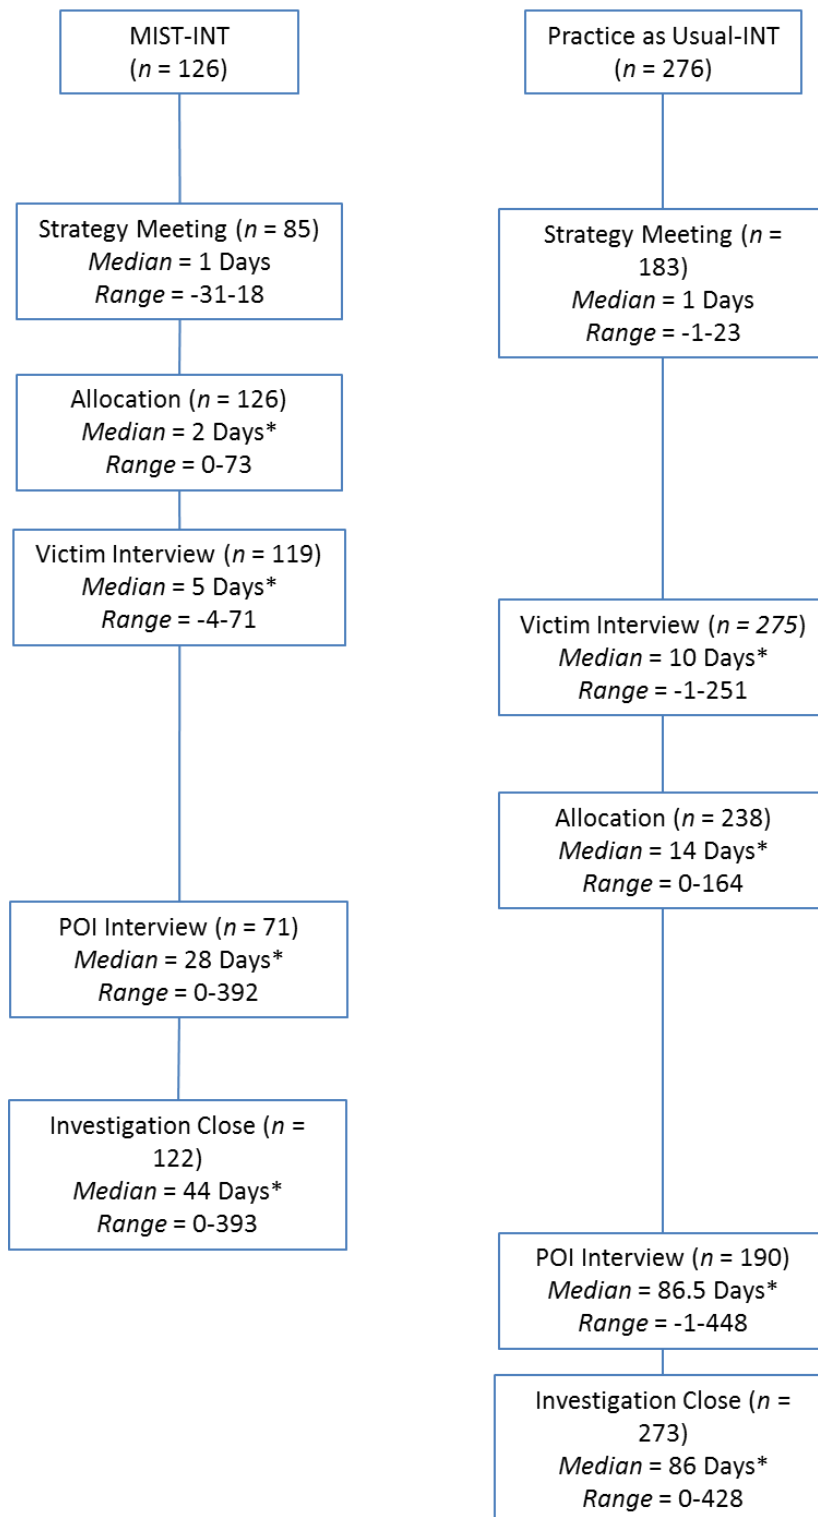 MIST-INT
(n = 126)
Strategy Meeting (n = 85)
Median = 1 Days
Range = -31-18
Allocation (n = 126)
Median = 2 Days*
Range = 0-73
Victim Interview (n = 119)
Median = 5 Days*
Range = -4-71
POI Interview (n = 71)
Median = 28 Days*
Range = 0-392
Investigation Close (n =
122)
Median = 44 Days*
Range = 0-393
Practice as Usual-INT
(n = 276)
Strategy Meeting (n =
183)
Median = 1 Days
Range = -1-23
Victim Interview (n = 275)
Median = 10 Days*
Range = -1-251
Allocation (n = 238)
Median = 14 Days*
Range = 0-164
POI Interview (n = 190)
Median = 86.5 Days*
Range = -1-448
Investigation Close (n =
273)
Median = 86 Days*
Range = 0-428